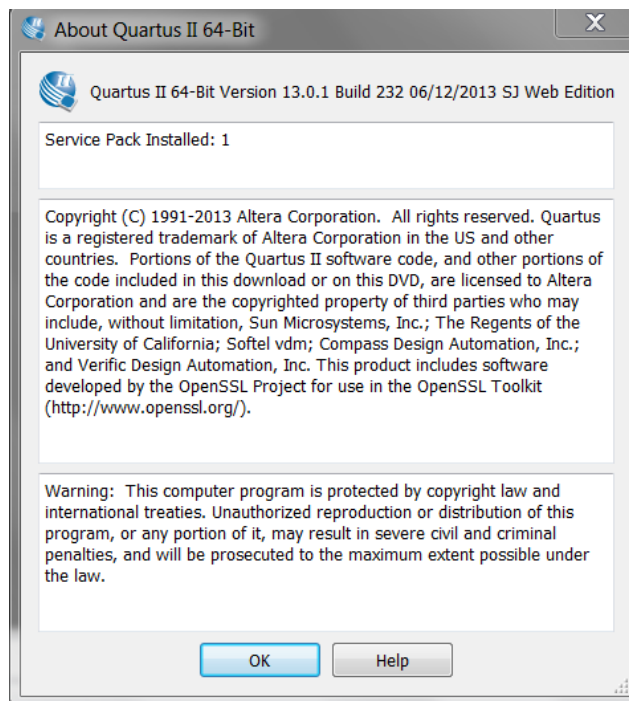 About Quartus II 64-Bit
X
Quartus II 64-Bit Version 13.0.1 Build 232 06/12/2013 SJ Web Edition
Service Pack Installed: 1
Copyright (C) 1991-2013 Altera Corporation.  All rights reserved. Quartus
is a registered trademark of Altera Corporation in the US and other
countries.  Portions of the Quartus II software code, and other portions of
the code included in this download or on this DVD, are licensed to Altera
Corporation and are the copyrighted property of third parties who may
include, without limitation, Sun Microsystems, Inc.; The Regents of the
University of California; Softel vdm; Compass Design Automation, Inc.;
and Verific Design Automation, Inc. This product includes software
developed by the OpenSSL Project for use in the OpenSSL Toolkit
(http://www.openssl.org/).
Warning:  This computer program is protected by copyright law and
international treaties. Unauthorized reproduction or distribution of this
program, or any portion of it, may result in severe civil and criminal
penalties, and will be prosecuted to the maximum extent possible under
the law.
OK
Help